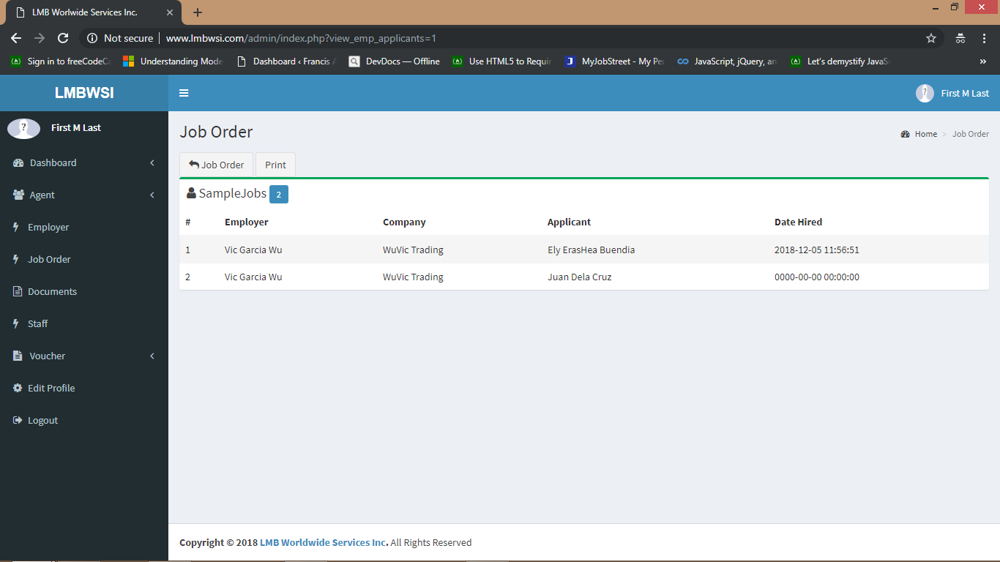 LMB Worlwide Services Inc.
Not secure www.lmbwsi.com/admin/index.php?view_emp_applicants=1
Sign in to freeCodeCa Understanding Mode Dashboard ‹ Francis A DevDocs — Offline Use HTML5 to Requir MyJobStreet - My Per JavaScript, jQuery, an Let's demystify JavaS »
LMBWSI First M Last
First M Last
Dashboard
Agent
Employer
Job Order
Documents
Staff
Voucher
Edit Profile
Logout
Job Order
Home > Job Order
Job Order Print
SampleJobs 2
# Employer Company Applicant Date Hired
1 Vic Garcia Wu WuVic Trading Ely ErasHea Buendia 2018-12-05 11:56:51
2 Vic Garcia Wu WuVic Trading Juan Dela Cruz 0000-00-00 00:00:00
Copyright © 2018 LMB Worldwide Services Inc. All Rights Reserved